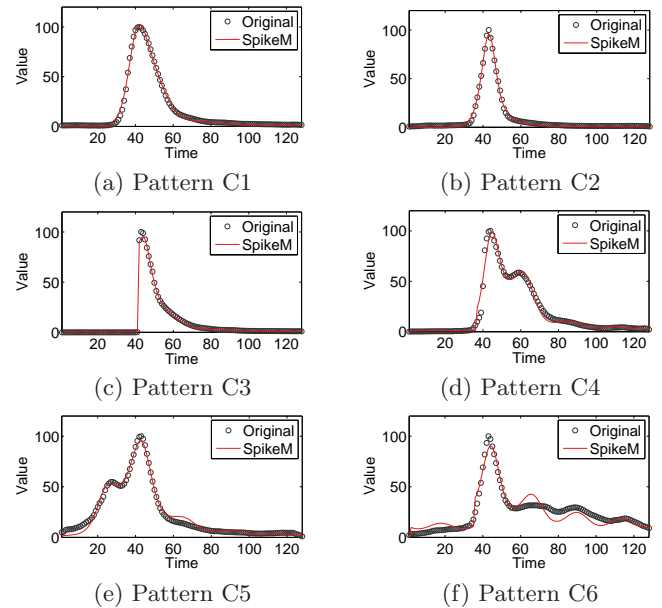 Value
100
50
0
20 40 60 80 100 120
Time
Original
SpikeM
(a) Pattern C1
Value
100
50
0
20 40 60 80 100 120
Time
Original
SpikeM
(b) Pattern C2
Value
100
50
0
20 40 60 80 100 120
Time
Original
SpikeM
(c) Pattern C3
Value
100
50
0
20 40 60 80 100 120
Time
Original
SpikeM
(d) Pattern C4
Value
100
50
0
20 40 60 80 100 120
Time
Original
SpikeM
(e) Pattern C5
Value
100
50
0
20 40 60 80 100 120
Time
Original
SpikeM
(f) Pattern C6